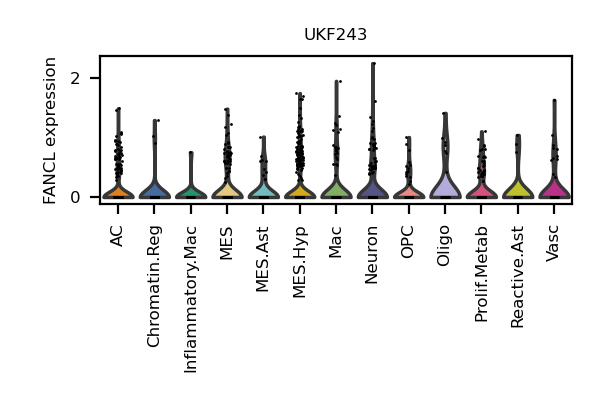 UKF243
FANCL expression
2
0
AC
Chromatin.Reg
Inflammatory.Mac
MES
MES.Ast
MES.Hyp
Mac
Neuron
OPC
Oligo
Prolif.Metab
Reactive.Ast
Vasc